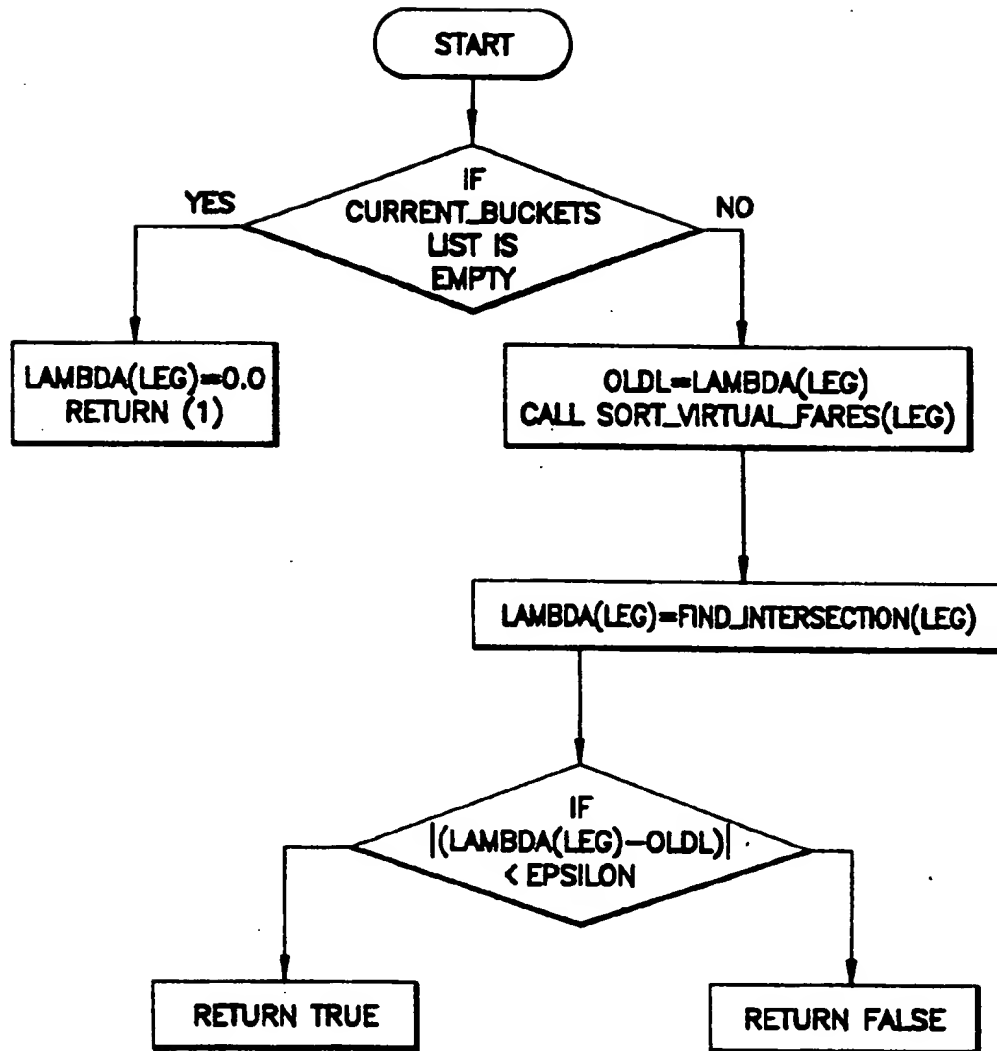 START
IF
CURRENT_BUCKETS
LIST IS
EMPTY
YES
NO
LAMBDA(LEG)=0.0
RETURN (1)
OLDL=LAMBDA(LEG)
CALL SORT_VIRTUAL_FARES(LEG)
LAMBDA(LEG)=FIND_INTERSECTION(LEG)
IF
|(LAMBDA(LEG)-OLDL)|
< EPSILON
RETURN TRUE
RETURN FALSE